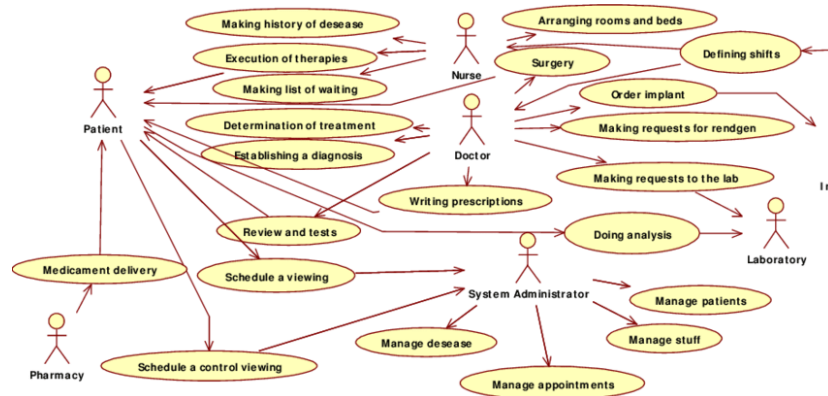 Making history of desease
Arranging rooms and beds
Execution of therapies
Nurse
Surgery
Defining shifts
Making list of waiting
Patient
Order implant
Determination of treatment
Doctor
Making requests for rendgen
Establishing a diagnosis
Making requests to the lab
In
Writing prescriptions
Review and tests
Doing analysis
Laboratory
Medicament delivery
Schedule a viewing
System Administrator
Manage patients
Manage desease
Manage stuff
Pharmacy
Schedule a control viewing
Manage appointments